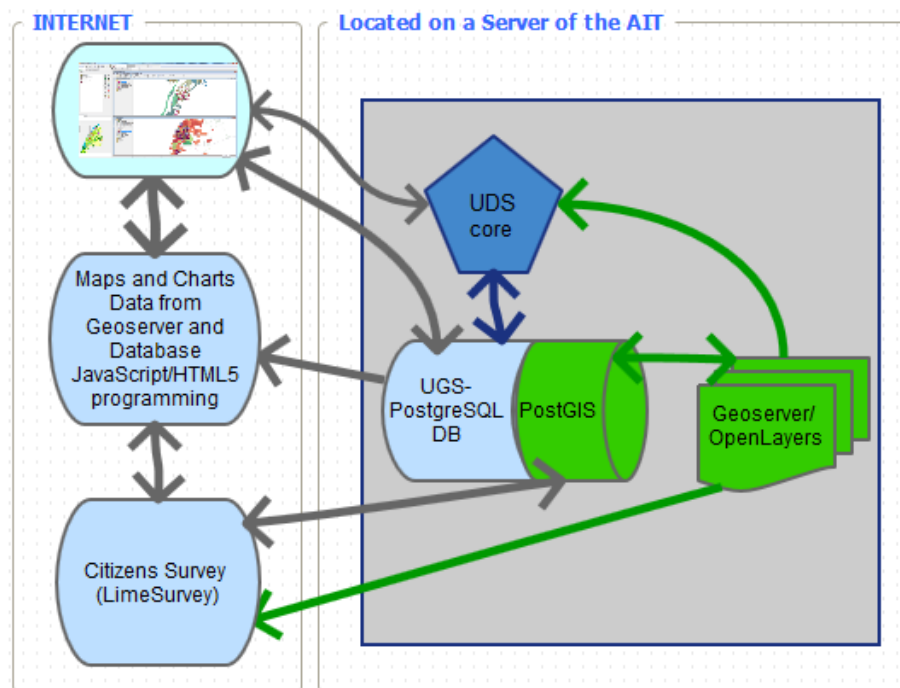 INTERNET
Located on a Server of the AIT
UDS
core
Maps and Charts
Data from
Geoserver and
Database
JavaScript/HTML5
programming
UGS-
PostgreSQL
DB
PostGIS
Geoserver/
OpenLayers
Citizens Survey
(LimeSurvey)